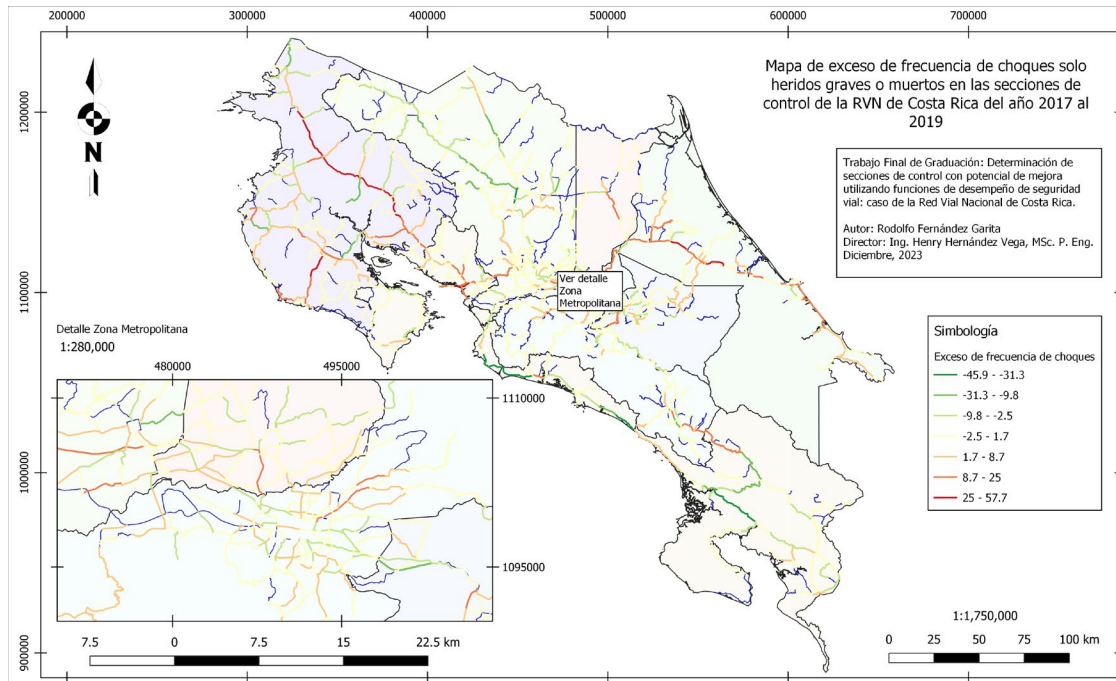 200000
300000
400000
500000
600000
700000
Mapa de exceso de frecuencia de choques solo
heridos graves o muertos en las secciones de
control de la RVN de Costa Rica del año 2017 al
2019
N
1200000
Trabajo Final de Graduación: Determinación de
secciones de control con potencial de mejora
utilizando funciones de desempeño de seguridad
vial: caso de la Red Vial Nacional de Costa Rica.
Autor: Rodolfo Fernández Garita
Director: Ing. Henry Hernández Vega, MSc. P. Eng.
Diciembre, 2023
1100000
Ver detalle
Zona
Metropolitana
Detalle Zona Metropolitana
1:280,000
480000
495000
1110000
1095000
Simbología
Exceso de frecuencia de choques
-45.9 - -31.3
-31.3 - -9.8
-9.8 - -2.5
-2.5 - 1.7
1.7 - 8.7
8.7 - 25
25 - 57.7
1000000
7.5
0
7.5
15
22.5 km
900000
1:1,750,000
0
25
50
75
100 km